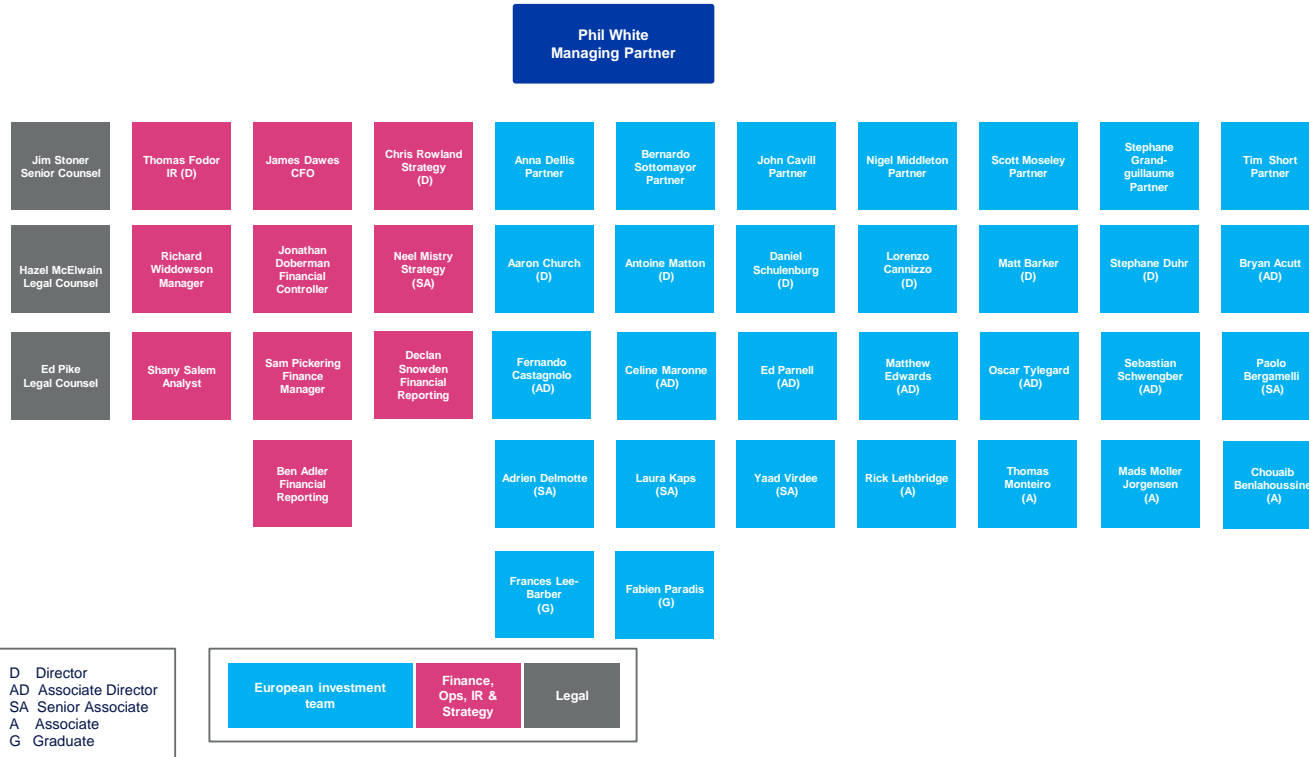 Phil White
Managing Partner
Jim Stoner
Senior Counsel
Thomas Fodor
IR (D)
James Dawes
CFO
Chris Rowland
Strategy
(D)
Anna Dellis
Partner
Bernardo
Sottomayor
Partner
John Cavill
Partner
Nigel Middleton
Partner
Scott Moseley
Partner
Stephane
Grand-
guillaume
Partner
Tim Short
Partner
Hazel McElwain
Legal Counsel
Richard
Widdowson
Manager
Jonathan
Doberman
Financial
Controller
Neel Mistry
Strategy
(SA)
Aaron Church
(D)
Antoine Matton
(D)
Daniel
Schulenburg
(D)
Lorenzo
Cannizzo
(D)
Matt Barker
(D)
Stephane Duhr
(D)
Bryan Acutt
(AD)
Ed Pike
Legal Counsel
Shany Salem
Analyst
Sam Pickering
Finance
Manager
Declan
Snowden
Financial
Reporting
Fernando
Castagnolo
(AD)
Celine Maronne
(AD)
Ed Parnell
(AD)
Matthew
Edwards
(AD)
Oscar Tylegard
(AD)
Sebastian
Schwengber
(AD)
Paolo
Bergamelli
(SA)
Ben Adler
Financial
Reporting
Adrien Delmotte
(SA)
Laura Kaps
(SA)
Yaad Virdee
(SA)
Rick Lethbridge
(A)
Thomas
Monteiro
(A)
Mads Moller
Jorgensen
(A)
Chouaib
Benlahoussine
(A)
Frances Lee-
Barber
(G)
Fabien Paradis
(G)
D Director
AD Associate Director
SA Senior Associate
A Associate
G Graduate
European investment
team
Finance,
Ops, IR &
Strategy
Legal